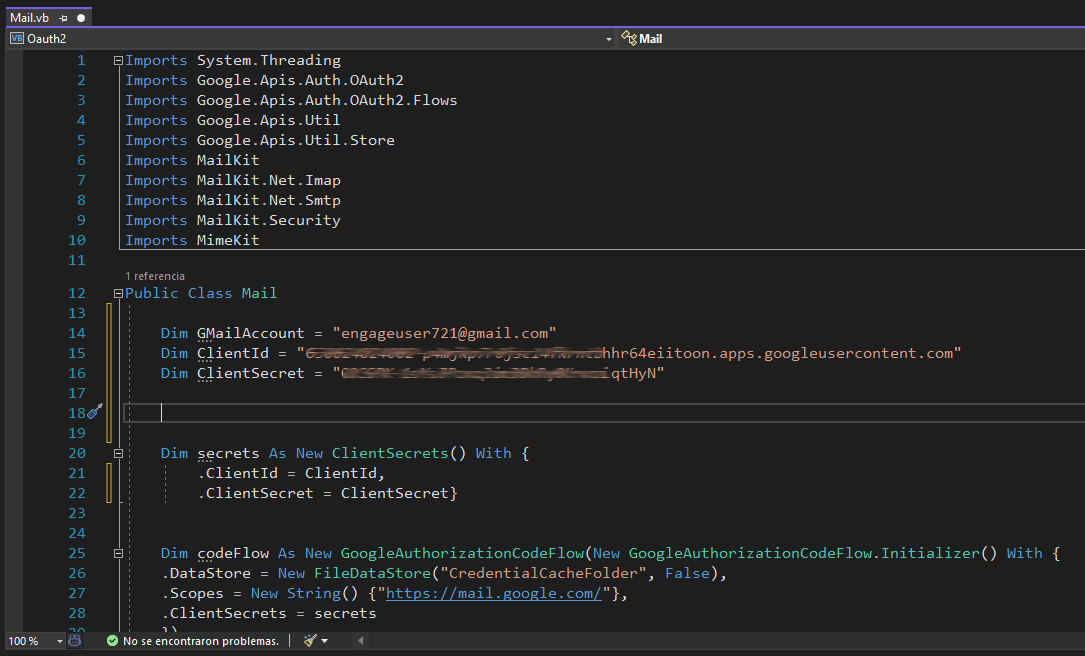 Mail.vb
VB Oauth2 Mail
1 Imports System.Threading
2 Imports Google.Apis.Auth.OAuth2
3 Imports Google.Apis.Auth.OAuth2.Flows
4 Imports Google.Apis.Util
5 Imports Google.Apis.Util.Store
6 Imports MailKit
7 Imports MailKit.Net.Imap
8 Imports MailKit.Net.Smtp
9 Imports MailKit.Security
10 Imports MimeKit
11
1 referencia
12 Public Class Mail
13
14 Dim GMailAccount = "engageuser721@gmail.com"
15 Dim ClientId = "hhr64eiitoon.apps.googleusercontent.com"
16 Dim ClientSecret = "qtHyN"
17
18
19
20 Dim secrets As New ClientSecrets() With {
21 .ClientId = ClientId,
22 .ClientSecret = ClientSecret}
23
24
25 Dim codeFlow As New GoogleAuthorizationCodeFlow(New GoogleAuthorizationCodeFlow.Initializer() With {
26 .DataStore = New FileDataStore("CredentialCacheFolder", False),
27 .Scopes = New String() {"https://mail.google.com/"},
28 .ClientSecrets = secrets
29 })
100 % No se encontraron problemas.